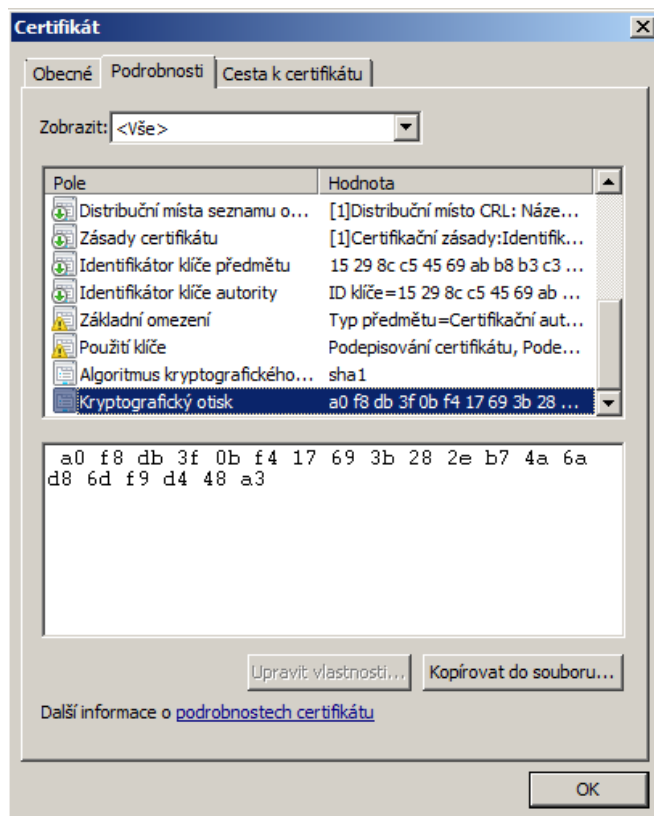 Certifikát
Obecné Podrobnosti Cesta k certifikátu
Zobrazit: <Vše>
Pole Hodnota
Distribuční místa seznamu o... [1]Distribuční místo CRL: Náze...
Zásady certifikátu [1]Certifikační zásady:Identifik...
Identifikátor klíče předmětu 15 29 8c c5 45 69 ab b8 b3 c3 ...
Identifikátor klíče autority ID klíče=15 29 8c c5 45 69 ab ...
Základní omezení Typ předmětu=Certifikační aut...
Použití klíče Podepisování certifikátu, Pode...
Algoritmus kryptografického... sha1
Kryptografický otisk a0 f8 db 3f 0b f4 17 69 3b 28 ...
a0 f8 db 3f 0b f4 17 69 3b 28 2e b7 4a 6a
d8 6d f9 d4 48 a3
Upravit vlastnosti... Kopírovat do souboru...
Další informace o podrobnostech certifikátu
OK